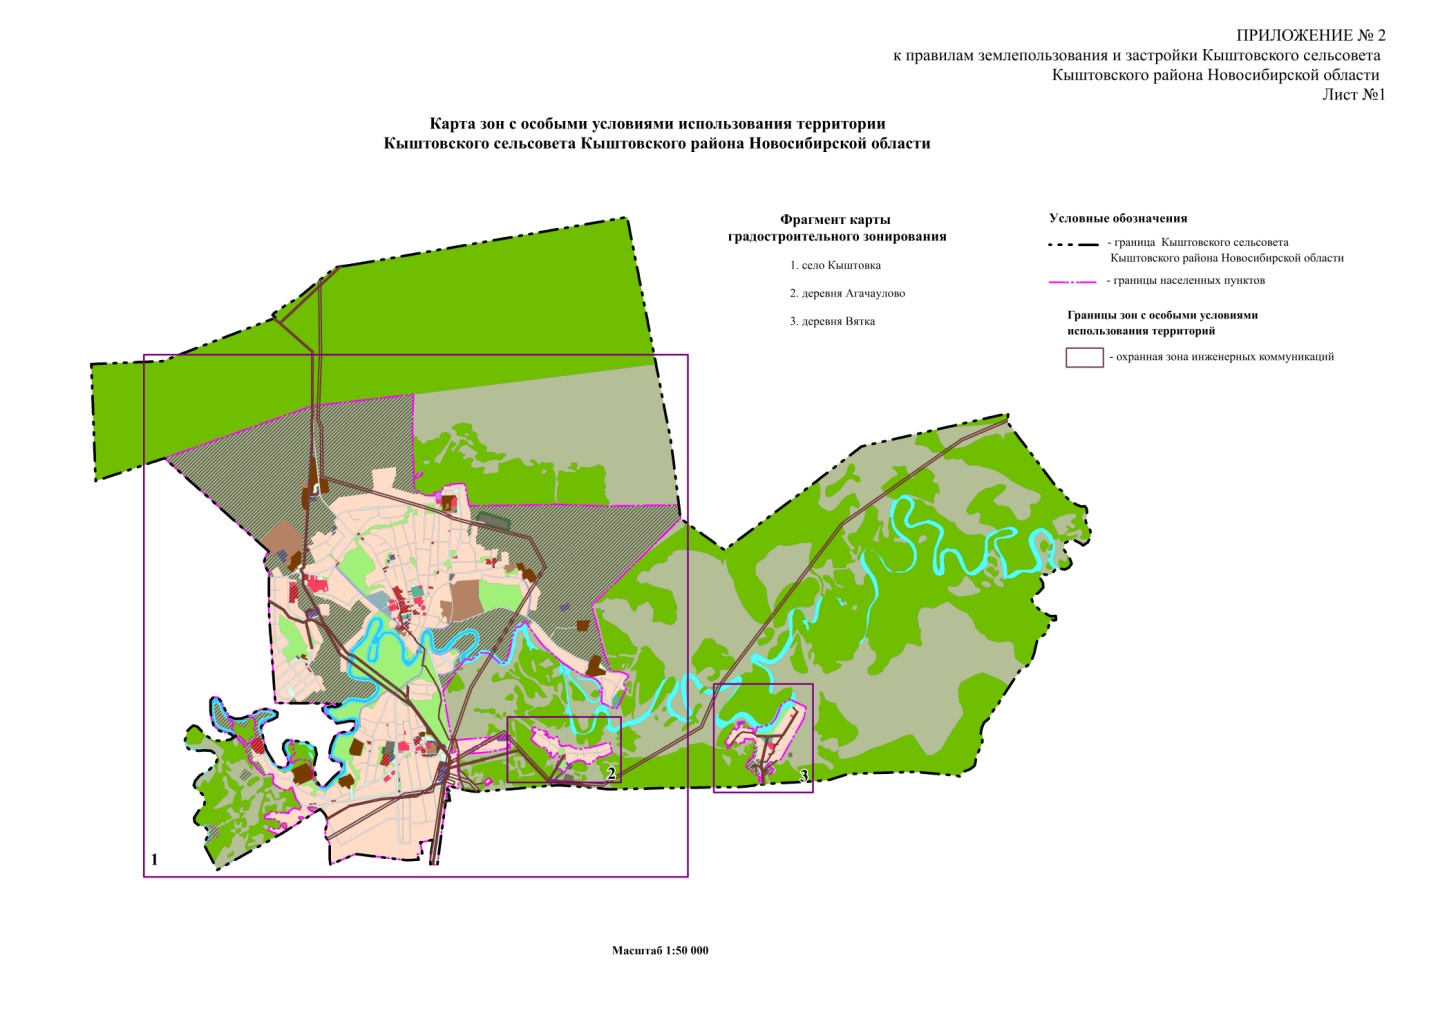 ПРИЛОЖЕНИЕ № 2
к правилам землепользования и застройки Кыштовского сельсовета
Кыштовского района Новосибирской области
Лист №1
Карта зон с особыми условиями использования территории
Кыштовского сельсовета Кыштовского района Новосибирской области
Фрагмент карты
градостроительного зонирования
1. село Кыштовка
2. деревня Агачаулово
3. деревня Вятка
Условные обозначения
- граница Кыштовского сельсовета
Кыштовского района Новосибирской области
- границы населенных пунктов
Границы зон с особыми условиями
использования территорий
- охранная зона инженерных коммуникаций
1
2
3
Масштаб 1:50 000